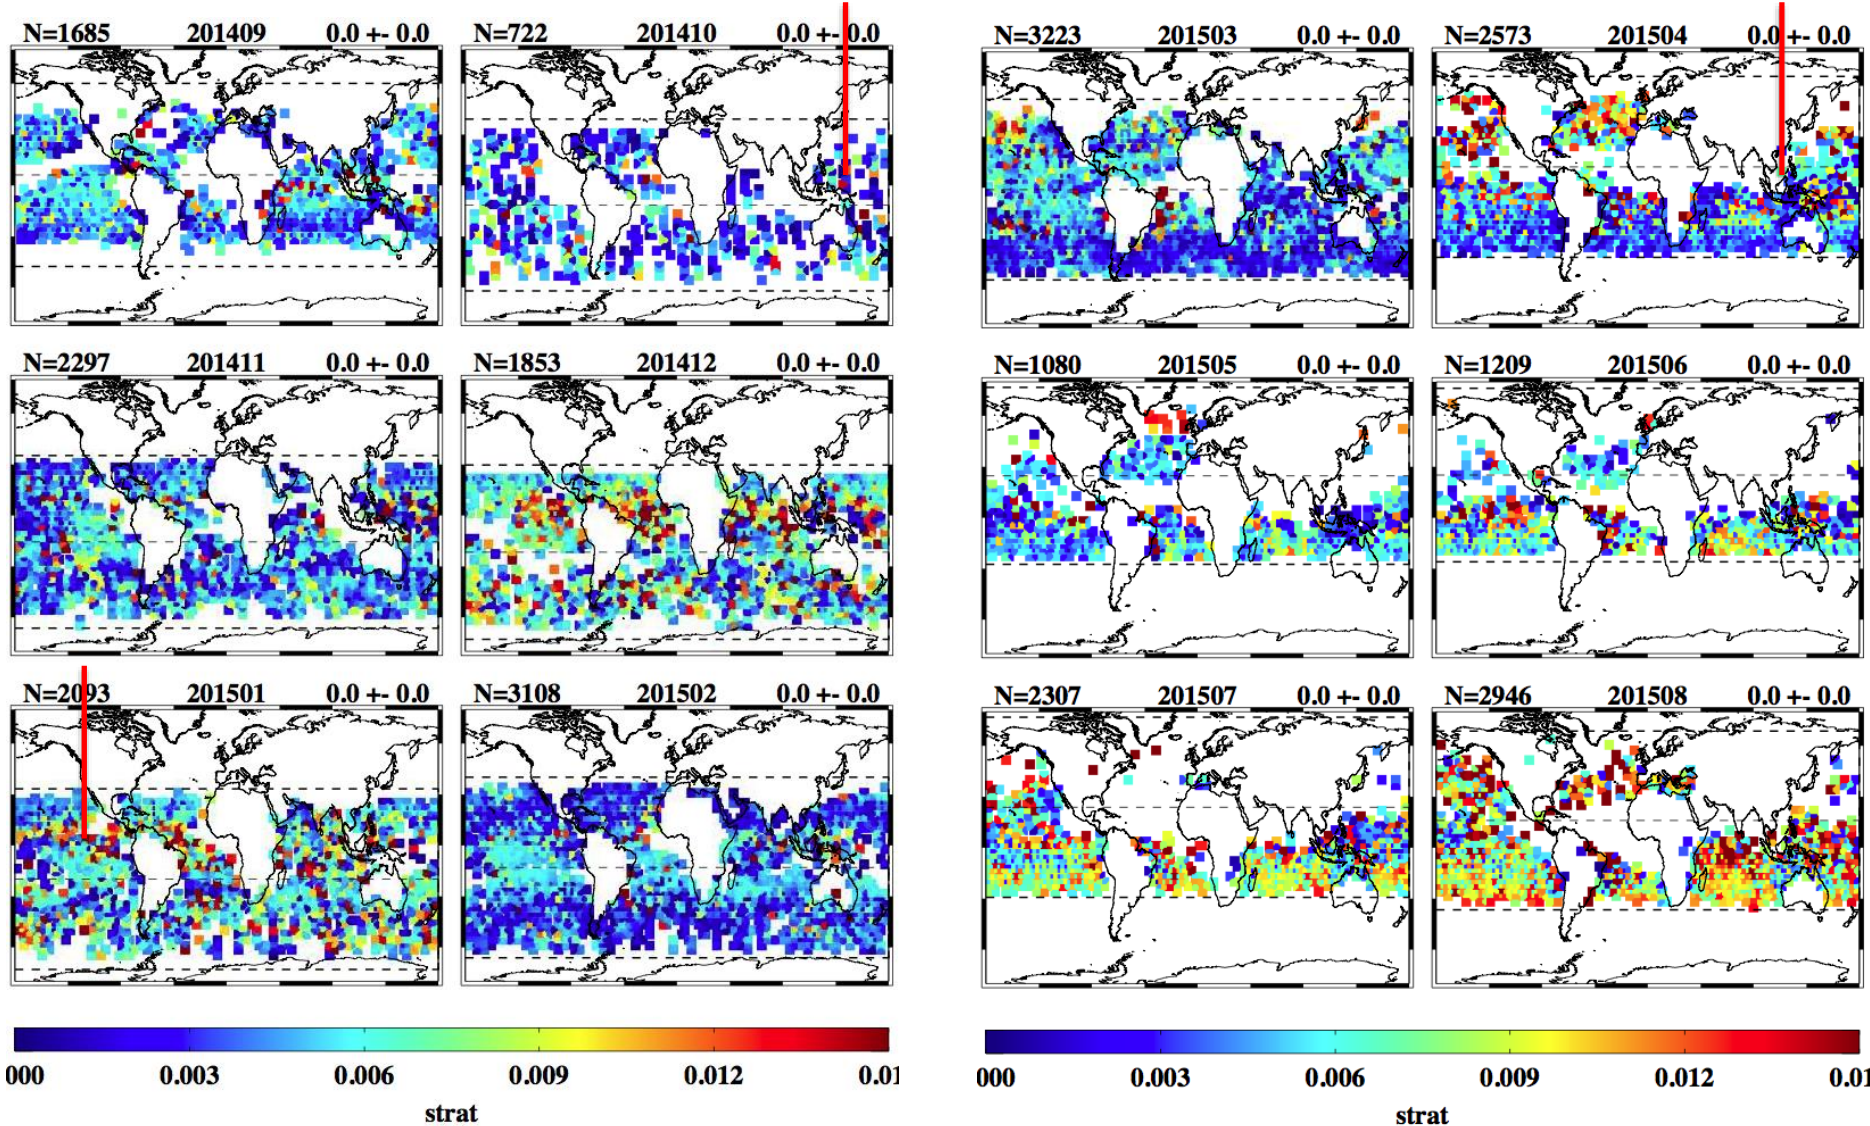 N=1685 201409 0.0 +- 0.0
N=722 201410 0.0 +- 0.0
N=3223 201503 0.0 +- 0.0
N=2573 201504 0.0 +- 0.0
N=2297 201411 0.0 +- 0.0
N=1853 201412 0.0 +- 0.0
N=1080 201505 0.0 +- 0.0
N=1209 201506 0.0 +- 0.0
N=2093 201501 0.0 +- 0.0
N=3108 201502 0.0 +- 0.0
N=2307 201507 0.0 +- 0.0
N=2946 201508 0.0 +- 0.0
000 0.003 0.006 0.009 0.012 0.01
strat
000 0.003 0.006 0.009 0.012 0.01
strat